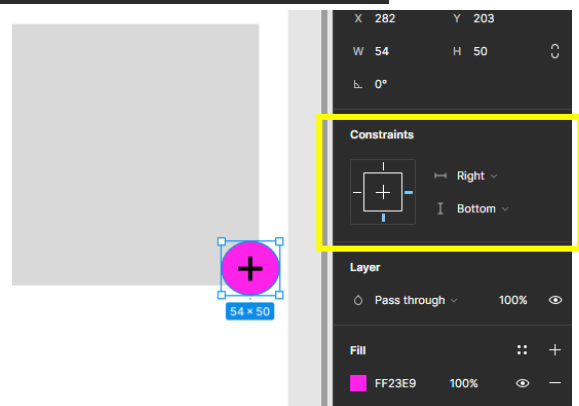 X 282 Y 203
W 54 H 50
0°
Constraints
Right
Bottom
Layer
Pass through 100%
Fill
FF23E9 100%
54 × 50